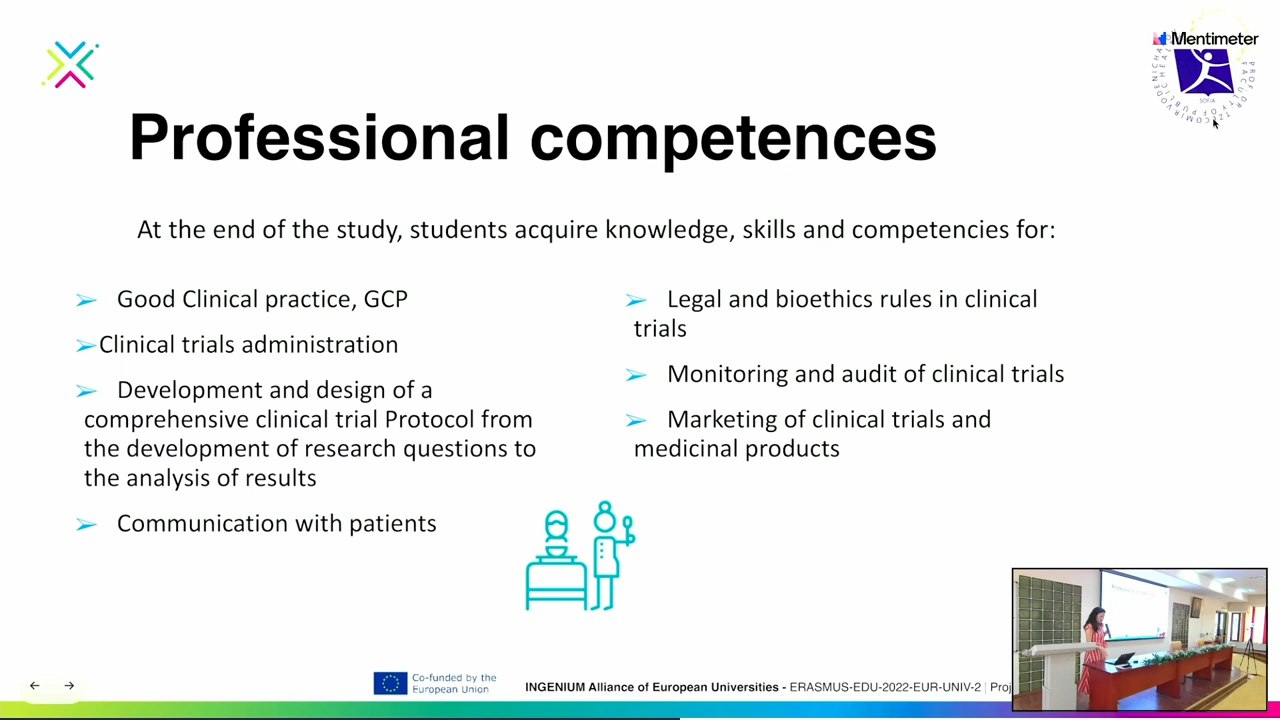 Mentimeter
Professional competences
At the end of the study, students acquire knowledge, skills and competencies for:
➢ Good Clinical practice, GCP
➢Clinical trials administration
➢ Development and design of a
comprehensive clinical trial Protocol from
the development of research questions to
the analysis of results
➢ Communication with patients
➢ Legal and bioethics rules in clinical
trials
➢ Monitoring and audit of clinical trials
➢ Marketing of clinical trials and
medicinal products
SOFIA
Co-funded by the
European Union
INGENIUM Alliance of European Universities - ERASMUS-EDU-2022-EUR-UNIV-2 | Proj